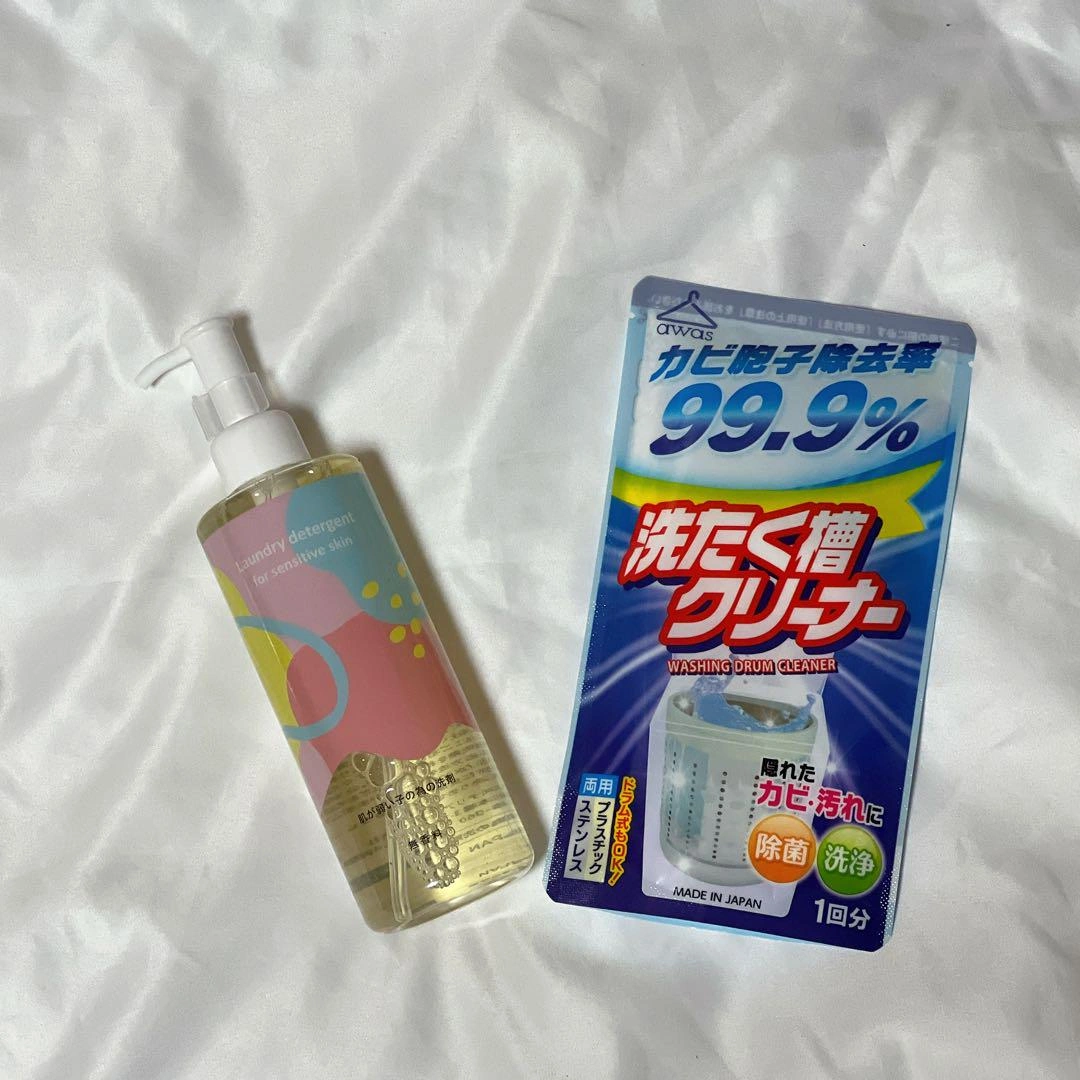 Laundry detergent
for sensitive skin
肌が弱い子の為の洗剤
無香料
awas
カビ胞子除去率
99.9%
洗たく槽
クリーナー
WASHING DRUM CLEANER
隠れた
カビ・汚れに
除菌
洗浄
両用
プラスチック
ステンレス
ドラム式もOK!
MADE IN JAPAN
1回分